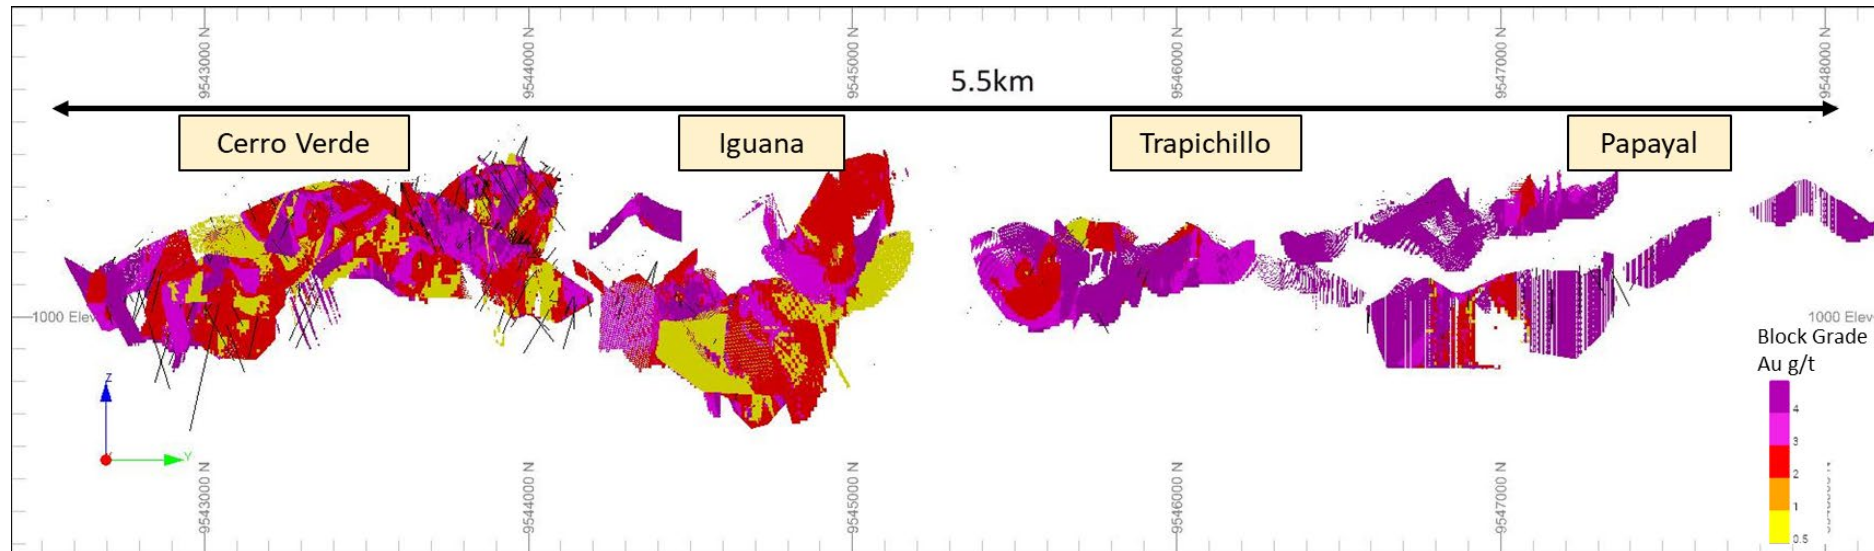 9543000 N
9544000 N
9545000 N
9546000 N
9547000 N
9548000 N
5.5km
Cerro Verde
Iguana
Trapichillo
Papayal
1000 Elev
1000 Elev
Block Grade
Au g/t
4
3
2
1
0.5
Z
Y
9543000 N
9544000 N
9545000 N
9546000 N
9547000 N